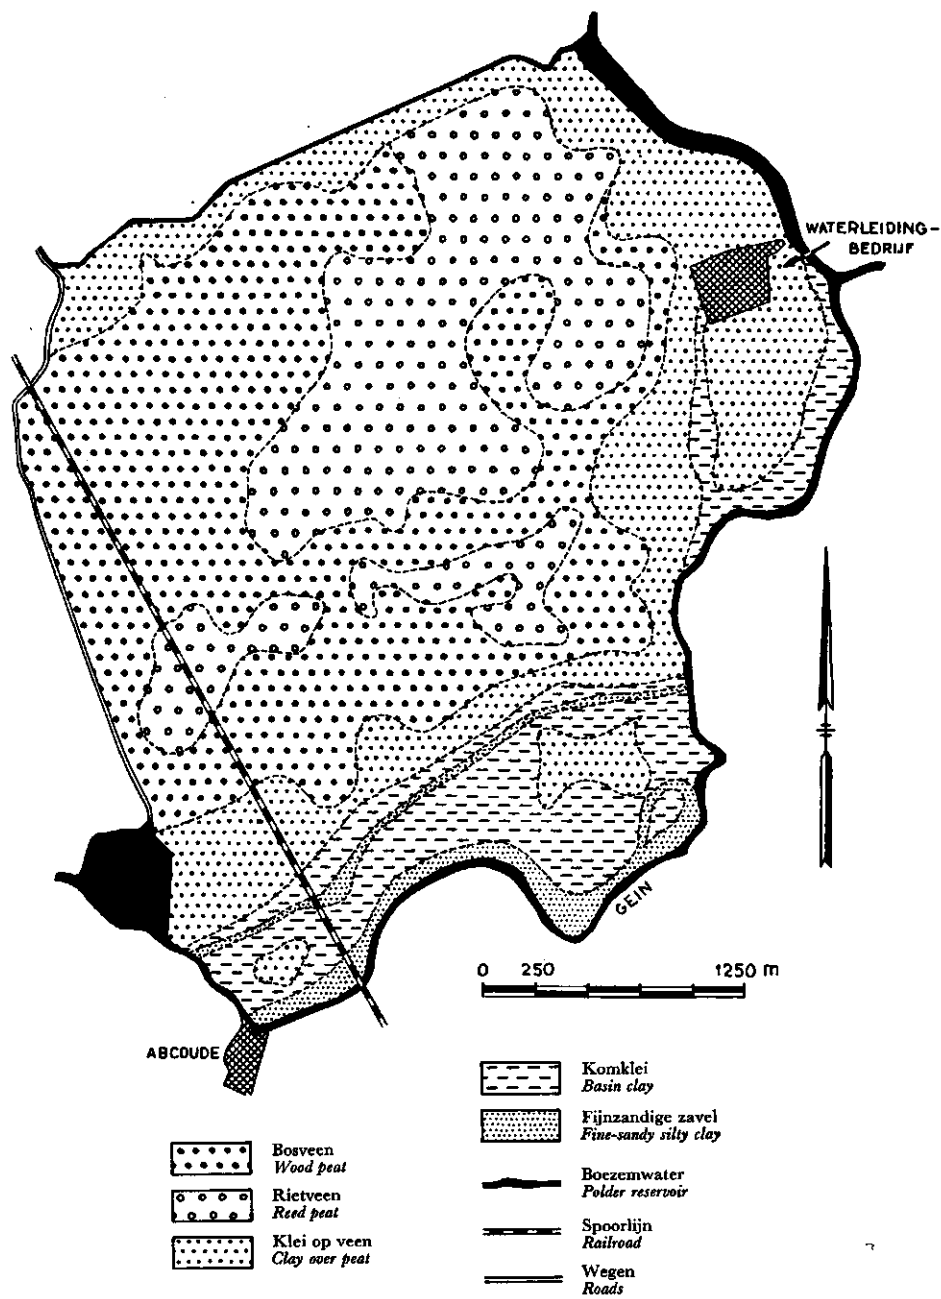 WATERLEIDING-
BEDRIJF
GEIN
0 250 1250 m
ABCOUDE
Komklei
Basin clay
Fijnzandige zavel
Fine-sandy silty clay
Bosveen
Wood peat
Rietveen
Reed peat
Klei op veen
Clay over peat
Boezemwater
Polder reservoir
Spoorlijn
Railroad
Wegen
Roads